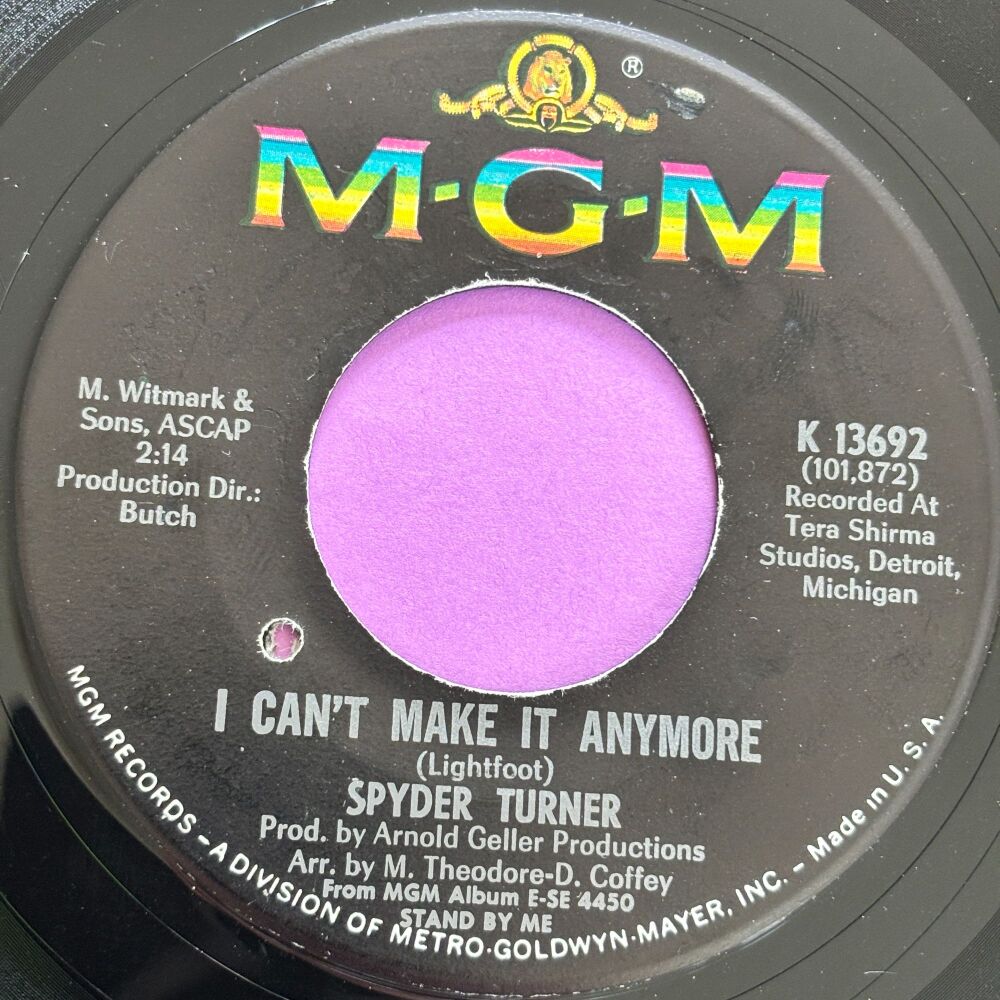 ®
M·G·M
M. Witmark &
Sons, ASCAP
2:14
Production Dir.:
Butch
K 13692
(101,872)
Recorded At
Tera Shirma
Studios, Detroit,
Michigan
I CAN'T MAKE IT ANYMORE
(Lightfoot)
SPYDER TURNER
Prod. by Arnold Geller Productions
Arr. by M. Theodore-D. Coffey
From MGM Album E-SE 4450
STAND BY ME
MGM RECORDS – A DIVISION OF METRO·GOLDWYN·MAYER, INC. – Made in U. S. A.